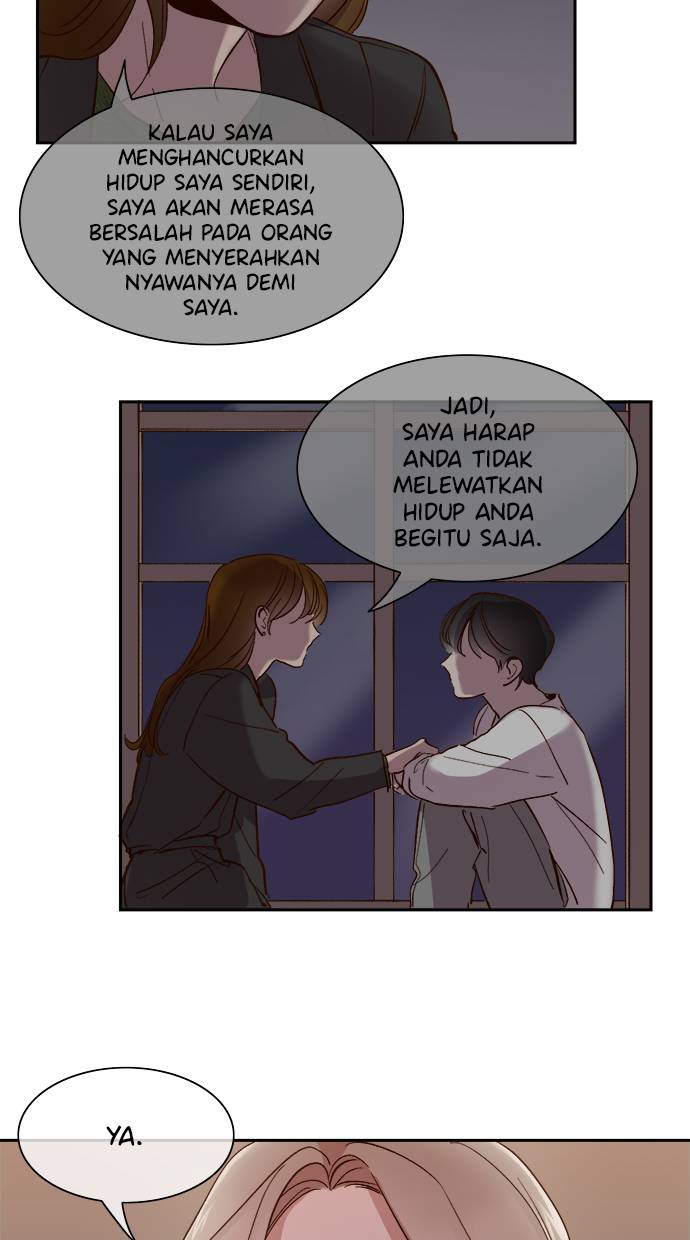 KALAU SAYA
MENGHANCURKAN
HIDUP SAYA SENDIRI,
SAYA AKAN MERASA
BERSALAH PADA ORANG
YANG MENYERAHKAN
NYAWANYA DEMI
SAYA.
JADI,
SAYA HARAP
ANDA TIDAK
MELEWATKAN
HIDUP ANDA
BEGITU SAJA.
YA.